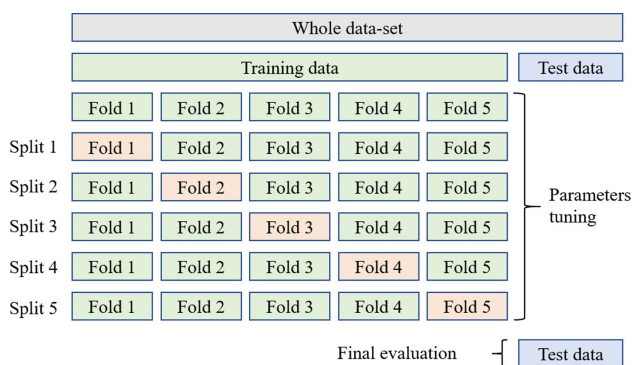 Whole data-set
Training data Test data
Fold 1 Fold 2 Fold 3 Fold 4 Fold 5
Split 1 Fold 1 Fold 2 Fold 3 Fold 4 Fold 5
Split 2 Fold 1 Fold 2 Fold 3 Fold 4 Fold 5
Split 3 Fold 1 Fold 2 Fold 3 Fold 4 Fold 5
Split 4 Fold 1 Fold 2 Fold 3 Fold 4 Fold 5
Split 5 Fold 1 Fold 2 Fold 3 Fold 4 Fold 5
Parameters
tuning
Final evaluation Test data